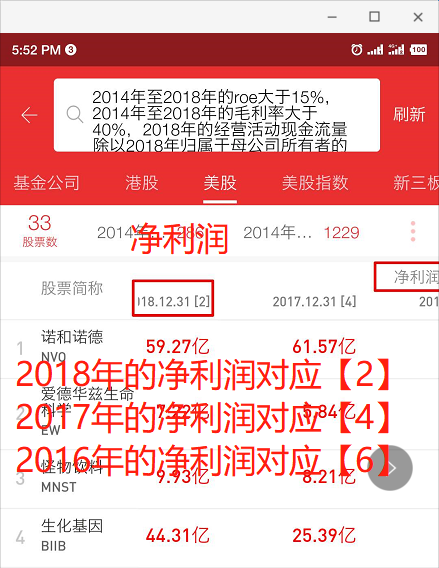 5:52 PM 3
100
2014年至2018年的roe大于15%,
2014年至2018年的毛利率大于
40%, 2018年的经营活动现金流量
除以2018年归属于母公司所有者的
刷新
基金公司 港股 美股 美股指数 新三板
33
股票数
2014年... 286 2014年... 1229
净利润
净利润
股票简称
018.12.31 [2] 2017.12.31 [4] 201
1 诺和诺德 59.27亿 61.57亿
NVO
2018年的净利润对应【2】
爱德华兹生命
科学 7.22亿 5.84亿
2017年的净利润对应【4】
EW
2016年的净利润对应【6】
3 怪物饮料 9.93亿 8.21亿
MNST
4 生化基因 44.31亿 25.39亿
BIIB